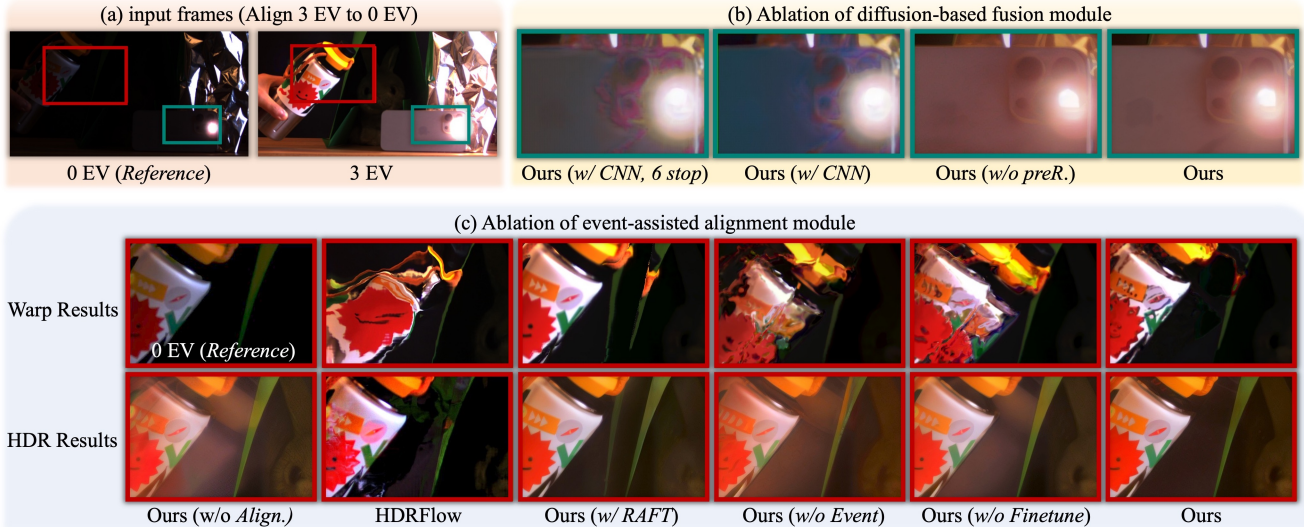 (a) input frames (Align 3 EV to 0 EV)
0 EV (Reference)
3 EV
(b) Ablation of diffusion-based fusion module
Ours (w/ CNN, 6 stop)
Ours (w/ CNN)
Ours (w/o preR.)
Ours
(c) Ablation of event-assisted alignment module
Warp Results
0 EV (Reference)
HDR Results
Ours (w/o Align.)
HDRFlow
Ours (w/ RAFT)
Ours (w/o Event)
Ours (w/o Finetune)
Ours